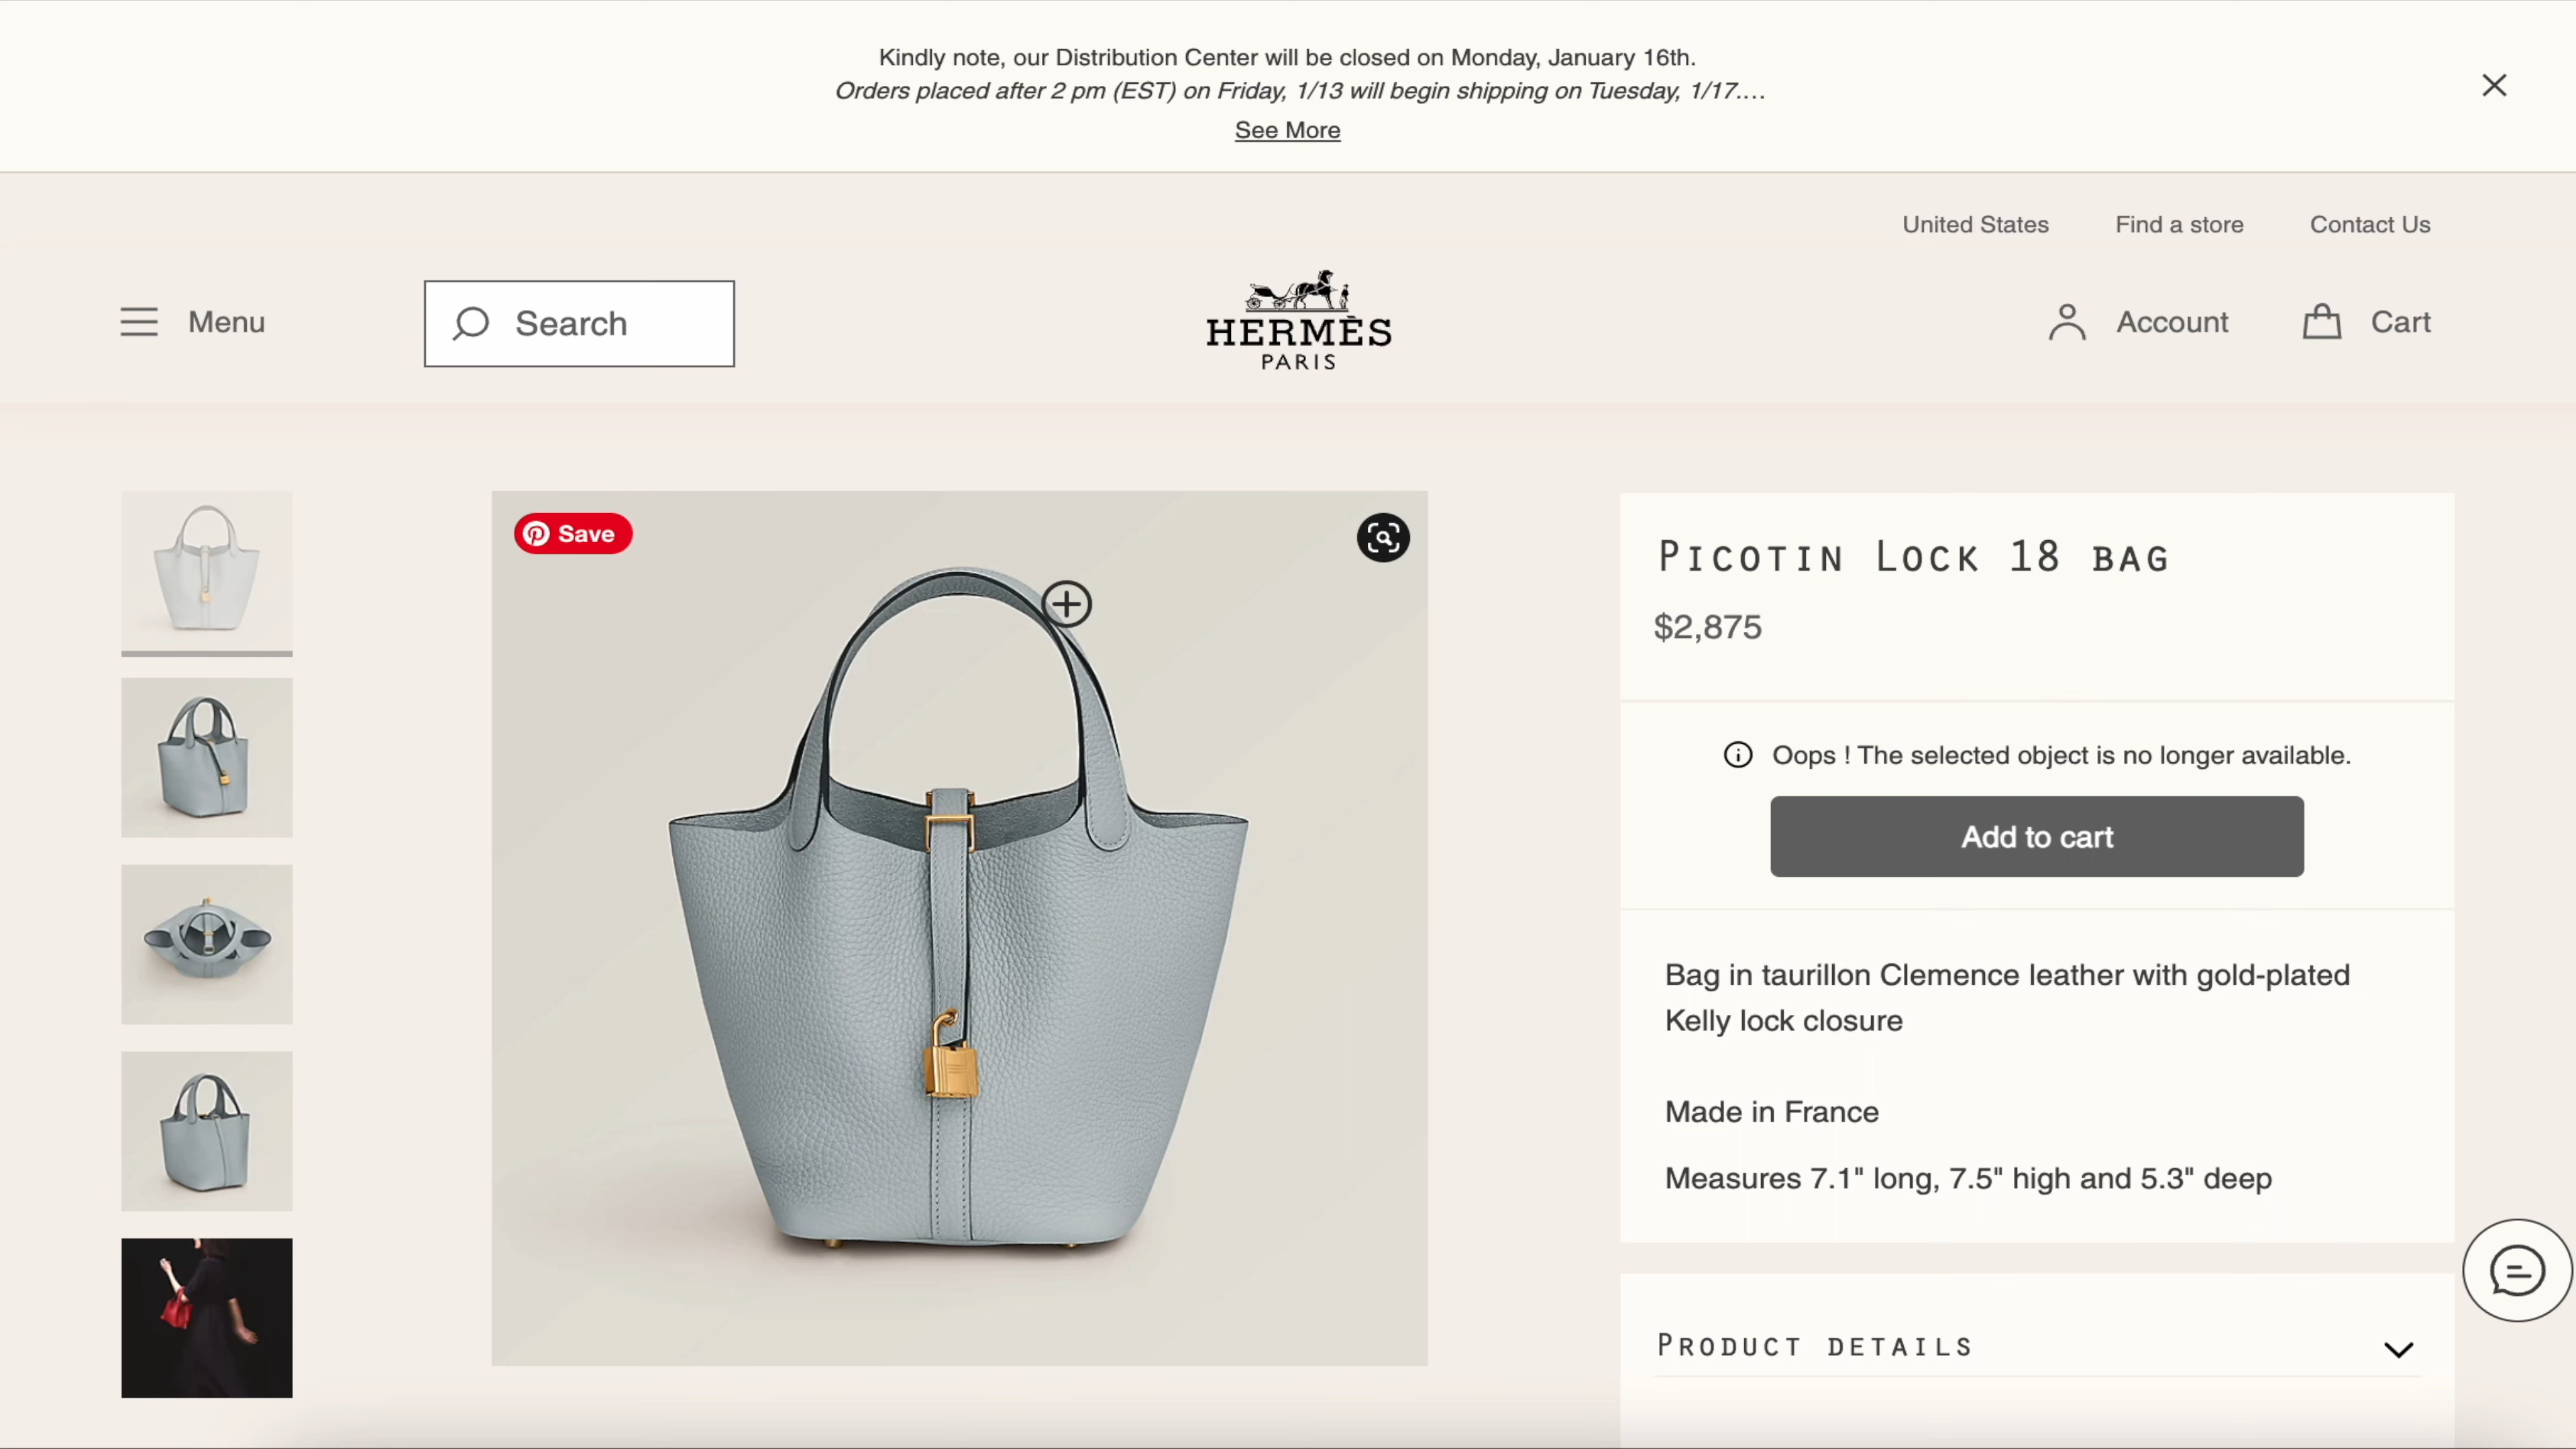 Kindly note, our Distribution Center will be closed on Monday, January 16th.
Orders placed after 2 pm (EST) on Friday, 1/13 will begin shipping on Tuesday, 1/17....
See More
United States Find a store Contact Us
Menu Search HERMÈS Account Cart
PARIS
Save
PICOTIN LOCK 18 BAG
$2,875
Oops ! The selected object is no longer available.
Add to cart
Bag in taurillon Clemence leather with gold-plated
Kelly lock closure
Made in France
Measures 7.1" long, 7.5" high and 5.3" deep
PRODUCT DETAILS